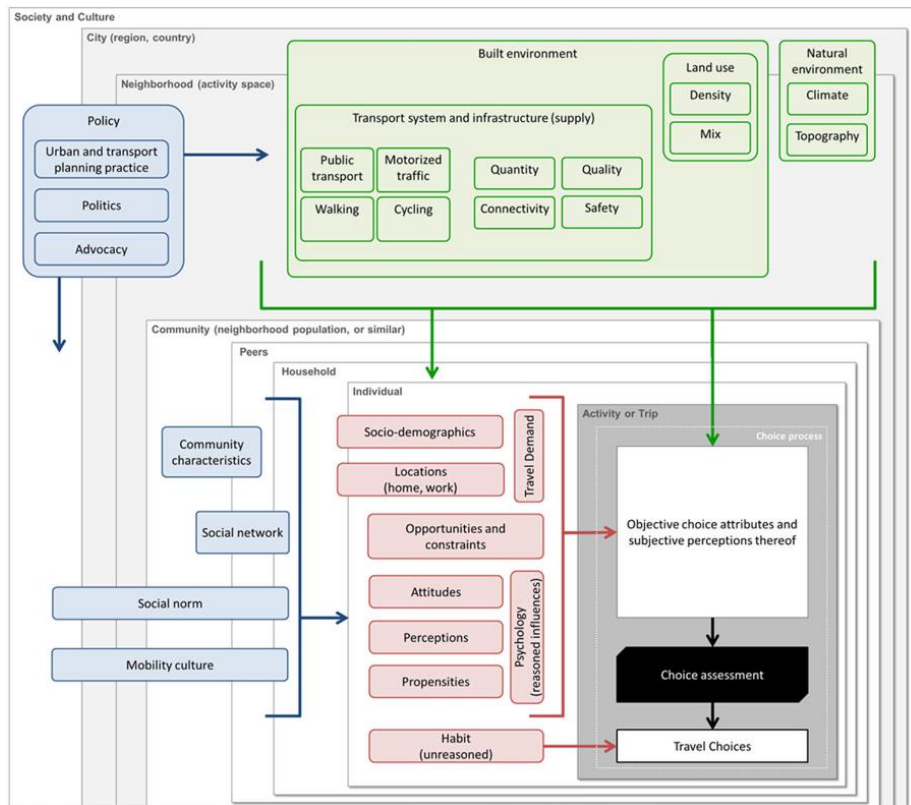 Society and Culture
City (region, country)
Neighborhood (activity space)
Policy
Urban and transport
planning practice
Politics
Advocacy
Built environment
Transport system and infrastructure (supply)
Public
transport
Motorized
traffic
Walking
Cycling
Quantity
Quality
Connectivity
Safety
Land use
Density
Mix
Natural
environment
Climate
Topography
Community (neighborhood population, or similar)
Peers
Household
Individual
Community
characteristics
Social network
Social norm
Mobility culture
Socio-demographics
Locations
(home, work)
Travel Demand
Opportunities and
constraints
Attitudes
Perceptions
Propensities
Psychology
(reasoned influences)
Habit
(unreasoned)
Activity or Trip
Choice process
Objective choice attributes and
subjective perceptions thereof
Choice assessment
Travel Choices